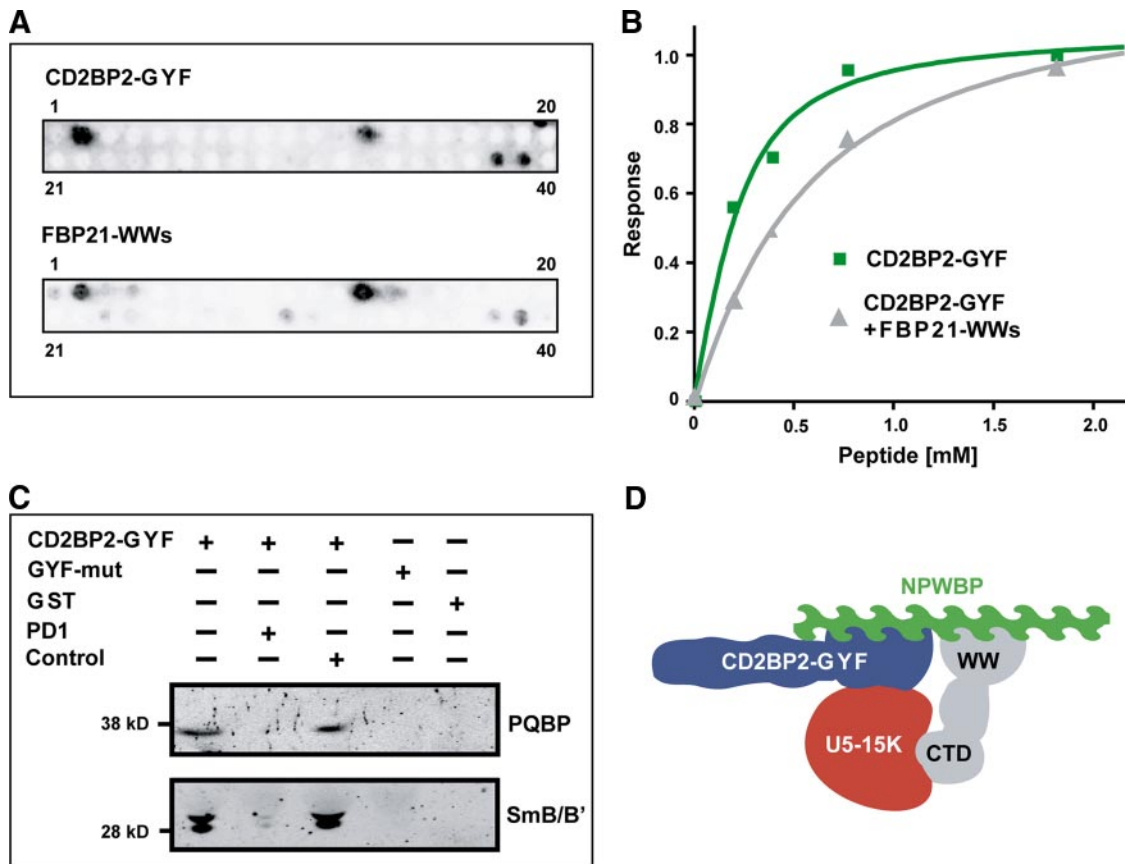 A
CD2BP2-GYF
1 20
21 40
FBP21-WWs
1 20
21 40
B
Response
1.0
0.8
0.6
0.4
0.2
0
0 0.5 1.0 1.5 2.0
Peptide [mM]
CD2BP2-GYF
CD2BP2-GYF
+FBP21-WWs
C
CD2BP2-GYF + + + – –
GYF-mut – – – + –
GST – – – – +
PD1 – + – – –
Control – – + – –
38 kD PQBP
28 kD SmB/B’
D
NPWBP
CD2BP2-GYF WW
U5-15K CTD